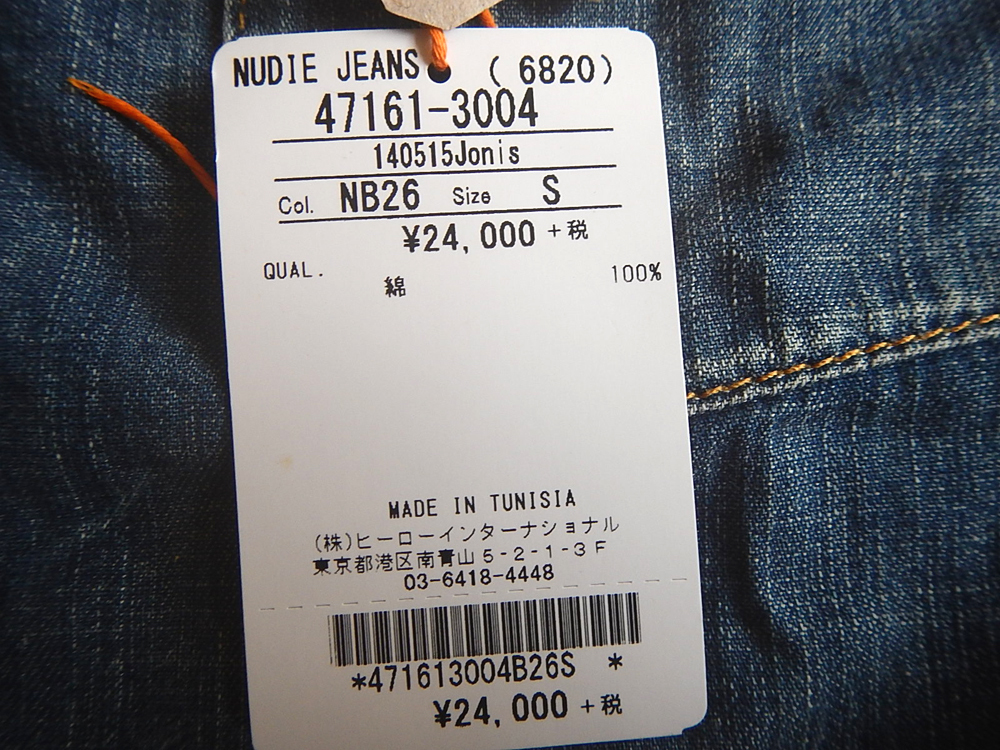 NUDIE JEANS (6820)
47161-3004
140515Jonis
Col. NB26 Size S
¥24,000 +税
QUAL.
綿 100%
MADE IN TUNISIA
(株)ヒーローインターナショナル
東京都港区南青山5-2-1-3F
03-6418-4448
*471613004B26S *
¥24,000 +税